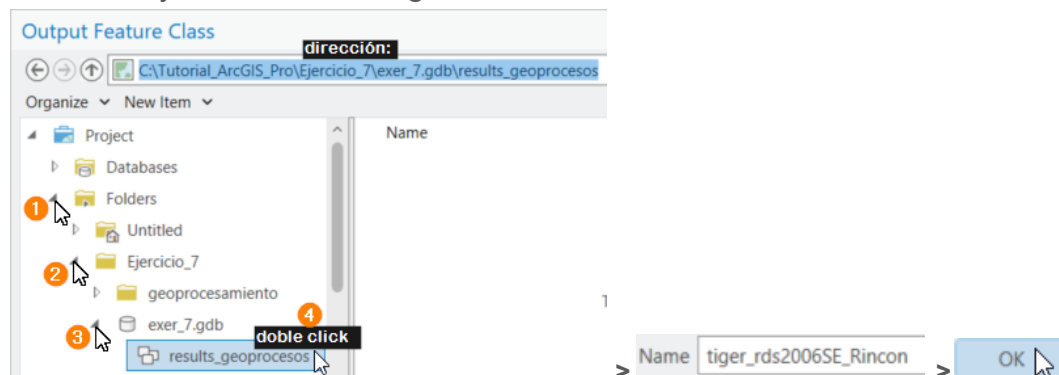 Output Feature Class
dirección:
C:\Tutorial_ArcGIS_Pro\Ejercicio_7\exer_7.gdb\results_geoprocesos
Organize New Item
Project
Name
Databases
1 Folders
Untitled
2 Ejercicio_7
geoprocesamiento
4
3 exer_7.gdb
doble click
results_geoprocesos
> Name tiger_rds2006SE_Rincon > OK